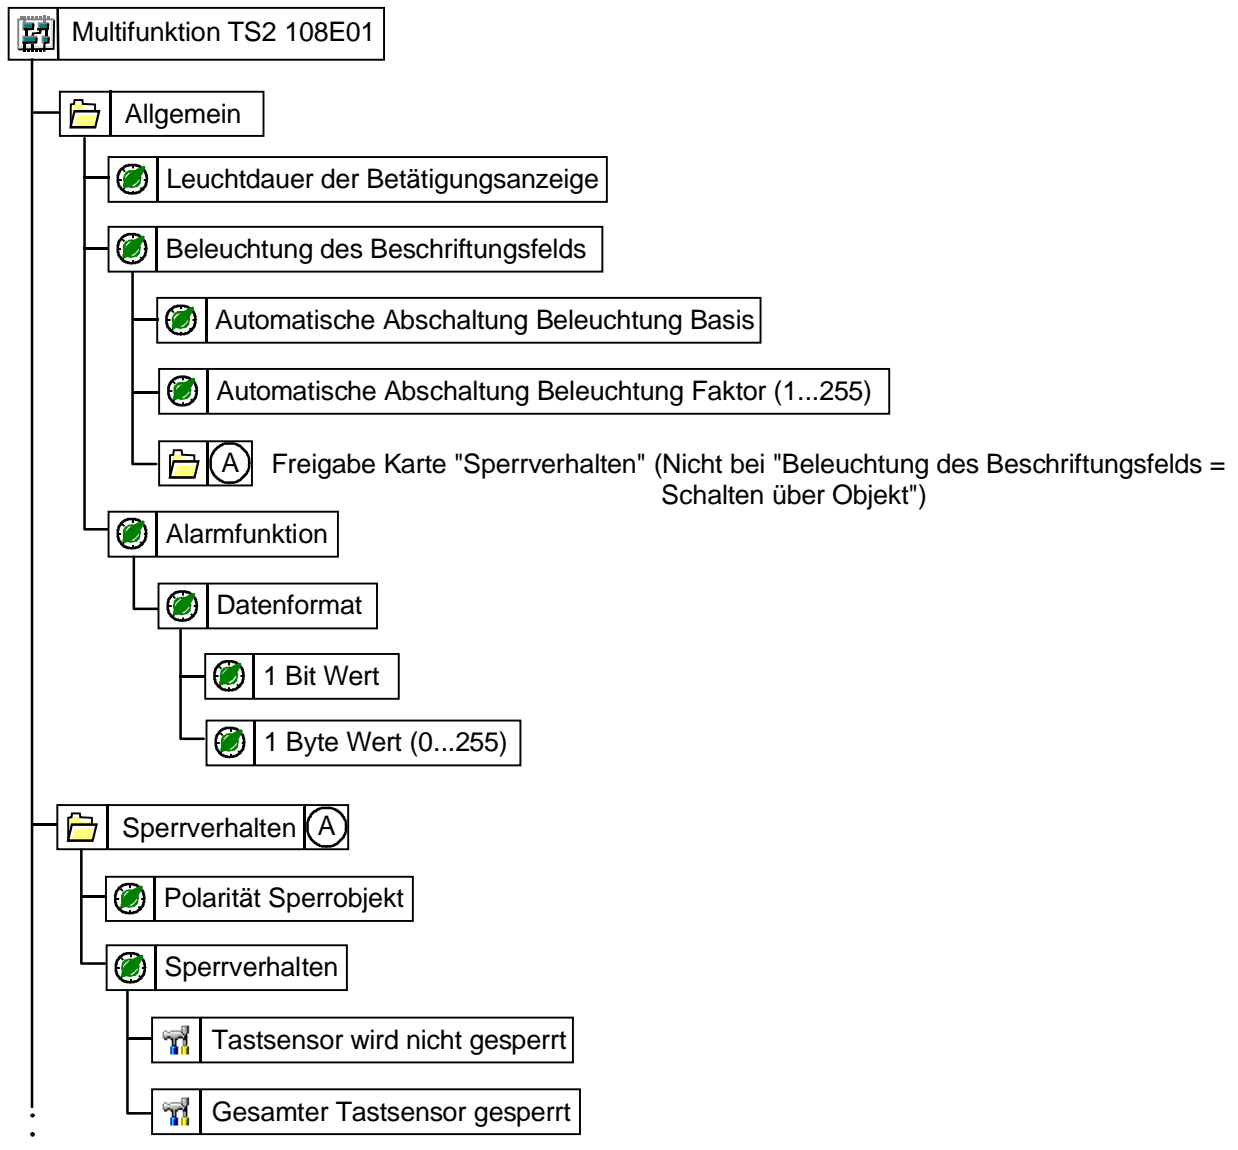 Multifunktion TS2 108E01
Allgemein
Leuchtdauer der Betätigungsanzeige
Beleuchtung des Beschriftungsfelds
Automatische Abschaltung Beleuchtung Basis
Automatische Abschaltung Beleuchtung Faktor (1...255)
A Freigabe Karte "Sperrverhalten" (Nicht bei "Beleuchtung des Beschriftungsfelds =
Schalten über Objekt")
Alarmfunktion
Datenformat
1 Bit Wert
1 Byte Wert (0...255)
Sperrverhalten A
Polarität Sperrobjekt
Sperrverhalten
Tastsensor wird nicht gesperrt
Gesamter Tastsensor gesperrt